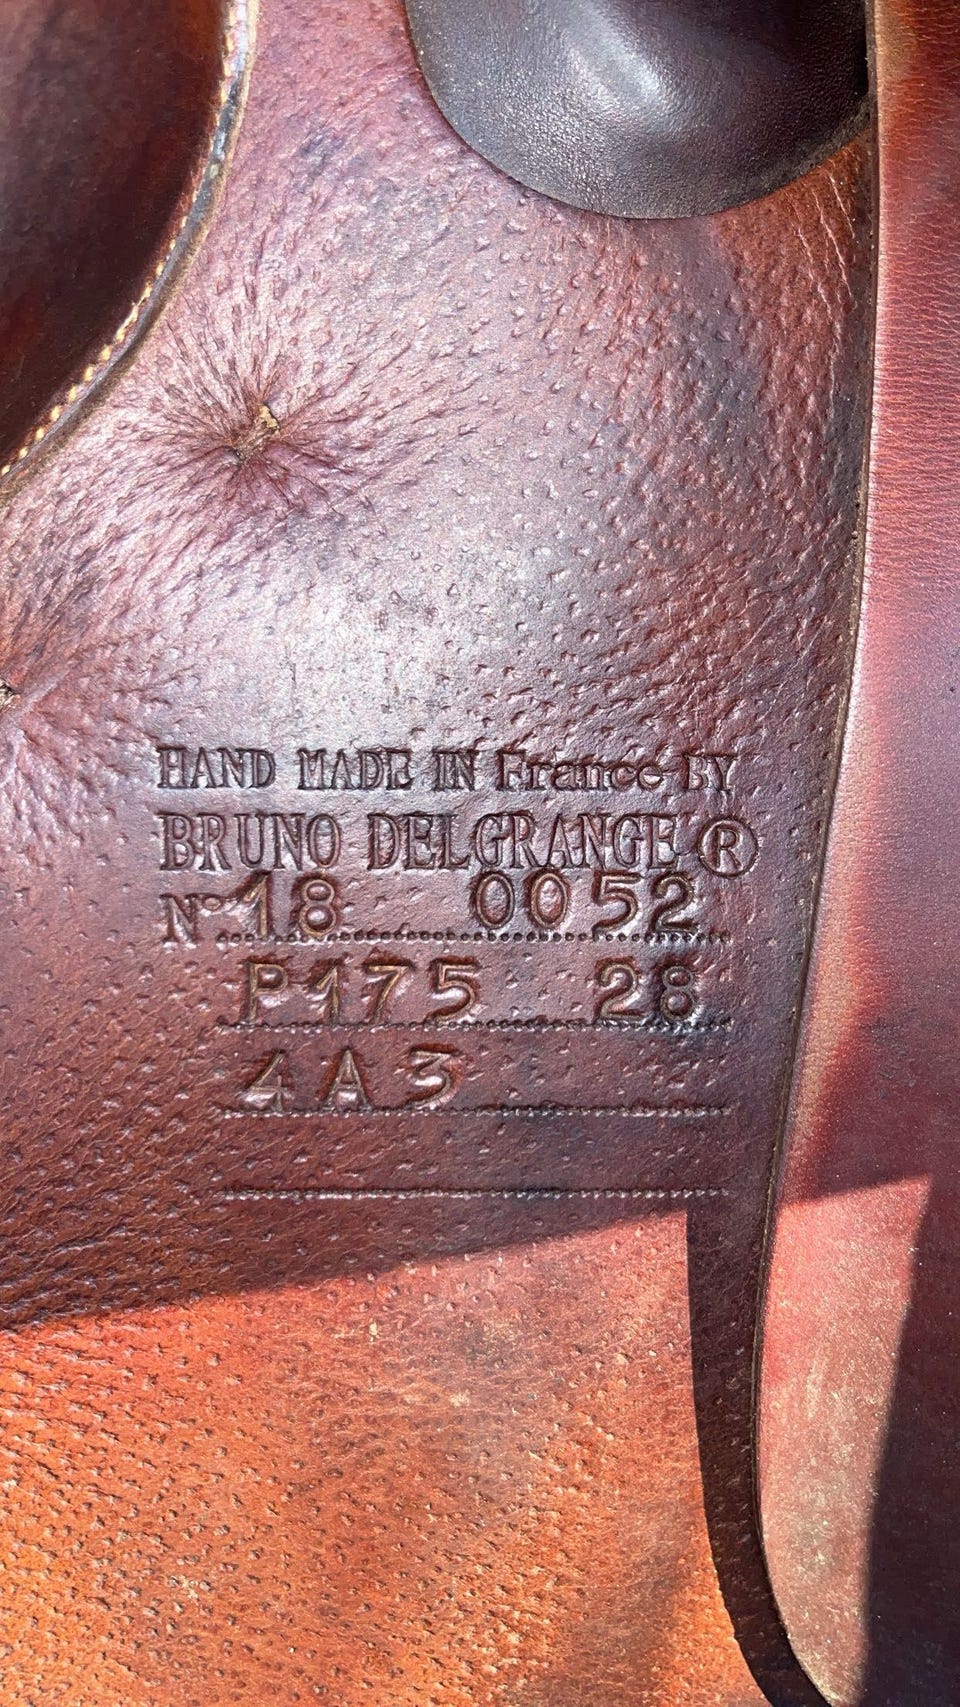 HAND MADE IN France BY
BRUNO DELGRANGE ®
N° 18 0052
P175 28
4A3